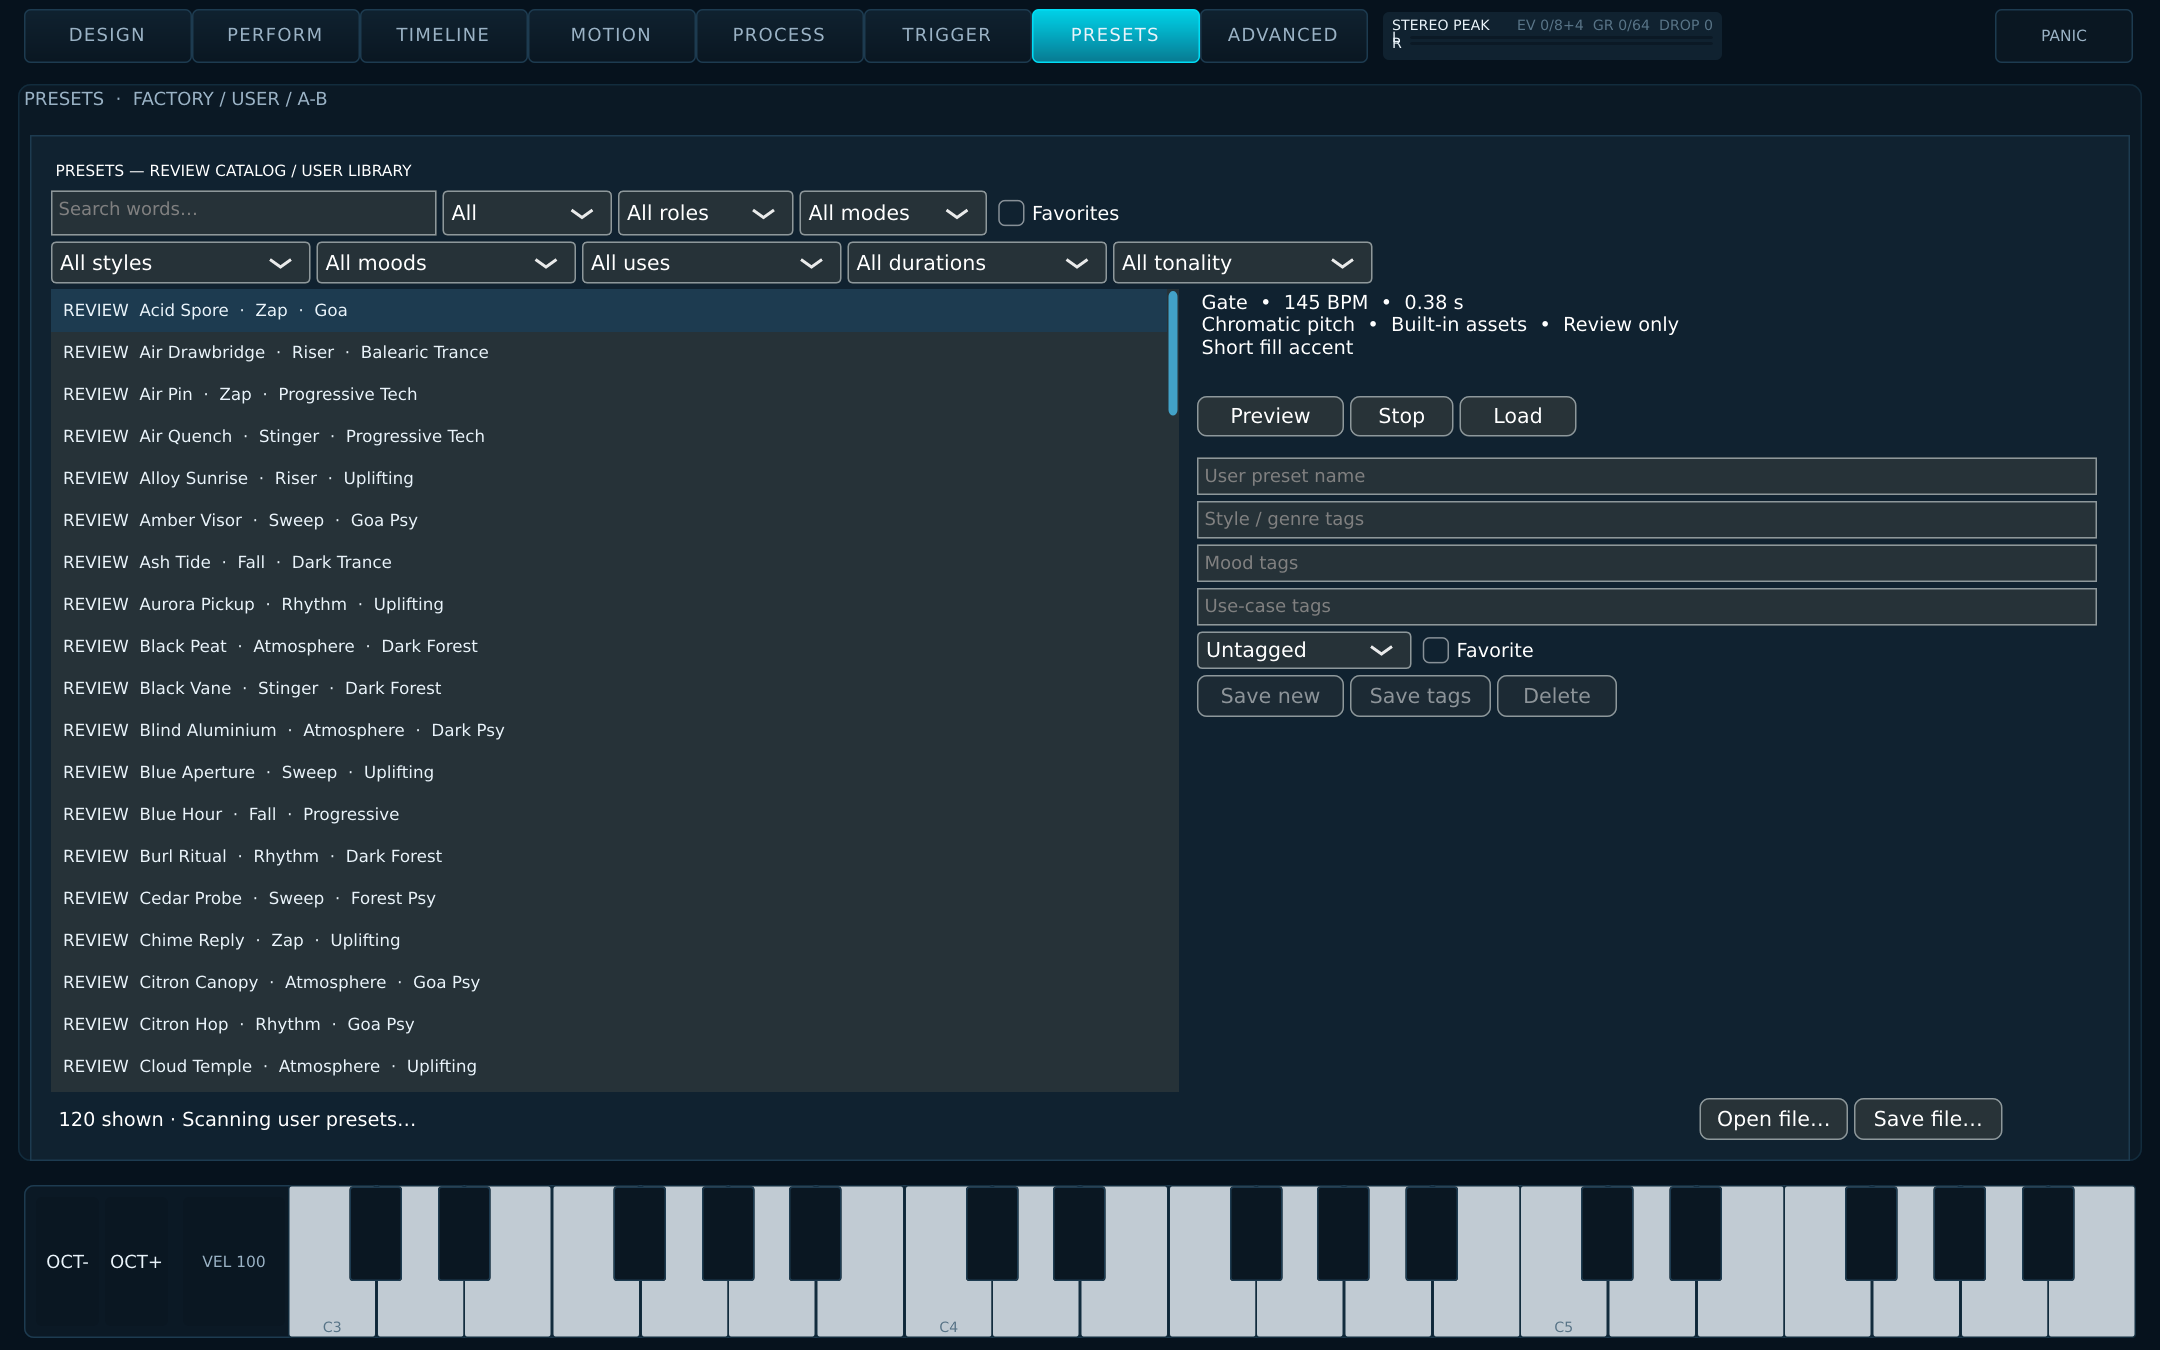 DESIGN PERFORM TIMELINE MOTION PROCESS TRIGGER PRESETS ADVANCED STEREO PEAK EV 0/8+4 GR 0/64 DROP 0 PANIC
L
R
PRESETS · FACTORY / USER / A-B
PRESETS — REVIEW CATALOG / USER LIBRARY
Search words... All All roles All modes Favorites
All styles All moods All uses All durations All tonality
REVIEW Acid Spore · Zap · Goa
REVIEW Air Drawbridge · Riser · Balearic Trance
REVIEW Air Pin · Zap · Progressive Tech
REVIEW Air Quench · Stinger · Progressive Tech
REVIEW Alloy Sunrise · Riser · Uplifting
REVIEW Amber Visor · Sweep · Goa Psy
REVIEW Ash Tide · Fall · Dark Trance
REVIEW Aurora Pickup · Rhythm · Uplifting
REVIEW Black Peat · Atmosphere · Dark Forest
REVIEW Black Vane · Stinger · Dark Forest
REVIEW Blind Aluminium · Atmosphere · Dark Psy
REVIEW Blue Aperture · Sweep · Uplifting
REVIEW Blue Hour · Fall · Progressive
REVIEW Burl Ritual · Rhythm · Dark Forest
REVIEW Cedar Probe · Sweep · Forest Psy
REVIEW Chime Reply · Zap · Uplifting
REVIEW Citron Canopy · Atmosphere · Goa Psy
REVIEW Citron Hop · Rhythm · Goa Psy
REVIEW Cloud Temple · Atmosphere · Uplifting
Gate • 145 BPM • 0.38 s
Chromatic pitch • Built-in assets • Review only
Short fill accent
Preview Stop Load
User preset name
Style / genre tags
Mood tags
Use-case tags
Untagged Favorite
Save new Save tags Delete
120 shown · Scanning user presets... Open file... Save file...
OCT- OCT+ VEL 100
C3 C4 C5